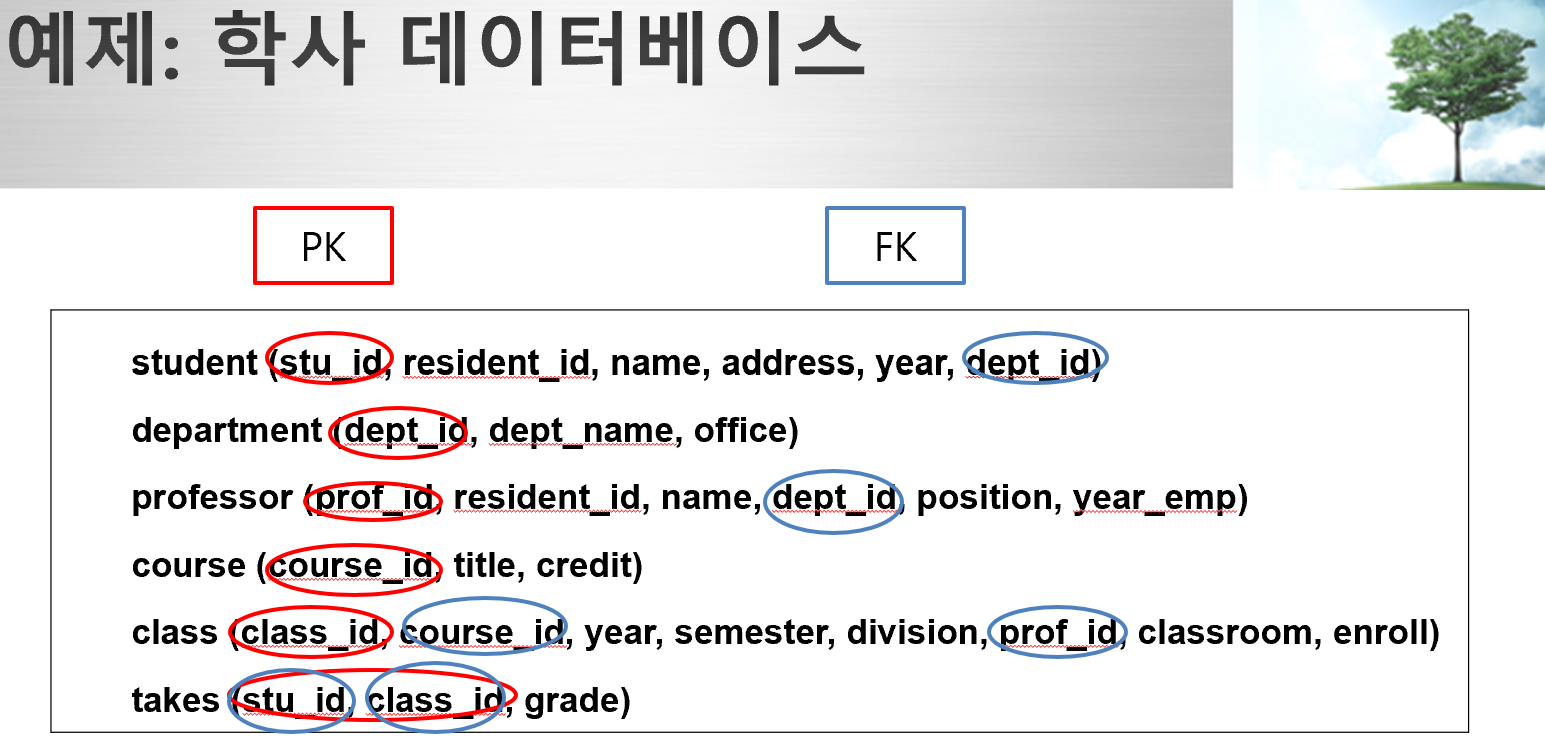 예제: 학사 데이터베이스
PK FK
student (stu_id, resident_id, name, address, year, dept_id)
department (dept_id, dept_name, office)
professor (prof_id, resident_id, name, dept_id, position, year_emp)
course (course_id, title, credit)
class (class_id, course_id, year, semester, division, prof_id, classroom, enroll)
takes (stu_id, class_id, grade)